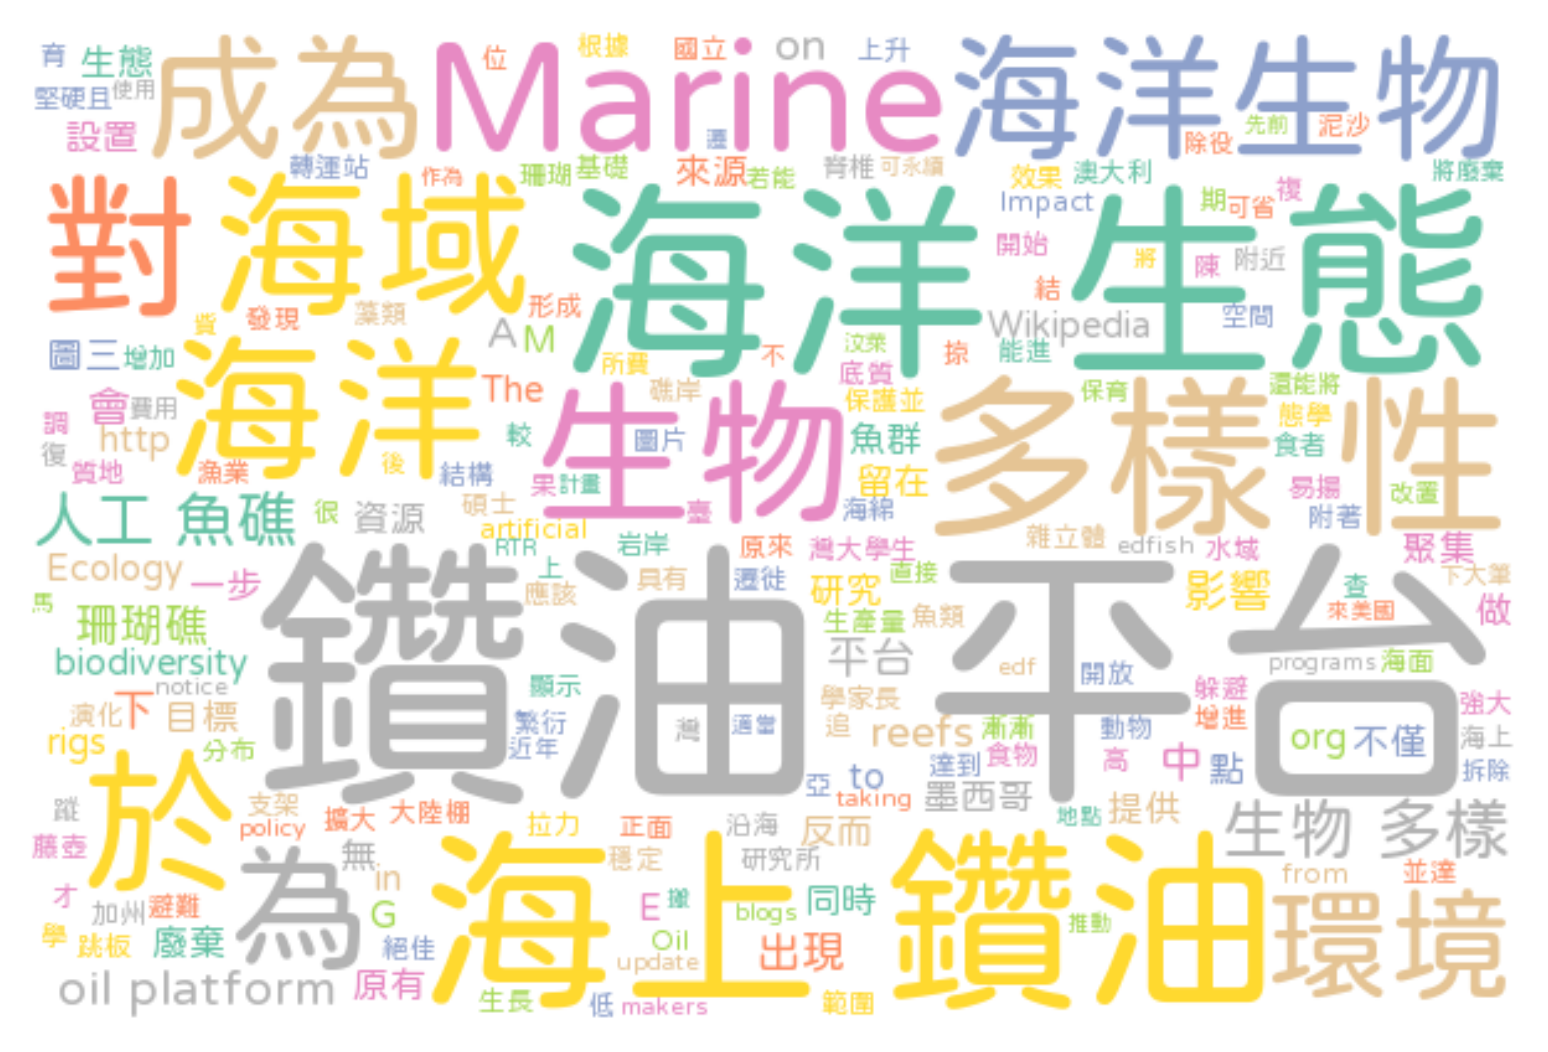 育 生態 成為 Marine 位 根據 國立 on 上升 海洋生物
堅硬且 使用
設置 轉運站 作為 遷 珊瑚 基礎 來源 若能 脊椎 可永續 除役 先前 泥沙
效果 澳大利 將廢棄
對 海域 海洋 生態 Impact 期 可省 複
開始 將 陳 附近
形成 結 空間
發現 藻類 A M Wikipedia
圖三 增加 海洋 所費 不 汶萊 掠 能進
The 礁岸 底質 保育 還能將
會 費用 生物 保護並 多樣性 態學
調 http 較 圖片 魚群 食者
復 質地 漁業 後 結構 果 計畫 留在 易揚 改置
人工 魚礁 很 資源 碩士 臺 海綿 附著
artificial
RTR 岩岸 原來 灣大學生 雜立體 edfish 水域 聚集
Ecology 一步 鑽油 平台 上 具有 遷徙 研究 直接 影響 查 下大筆
馬 應該 來美國 做
珊瑚礁 生產量 魚類
biodiversity 平台 programs 海面
notice 顯示 edf 開放
演化 下 目標 學家長 躲避 強大
rigs 分布 繁衍 灣 適當 追 reefs 漸漸 動物 增進 org 不僅 海上
近年 達到 食物 高 中 點 拆除
於 亞 to
蹤 支架 taking 墨西哥 地點 提供
policy 擴大 大陸棚 拉力 正面 沿海 反而 生物 多樣
藤壺 為 無 海上 穩定 研究所 鑽油 from 並達
才 in 環境
加州 避難 G E 撒 blogs 同時
學 跳板 廢棄 絕佳 Oil 出現 推動
update
oil platform 原有 生長 低 makers 範圍